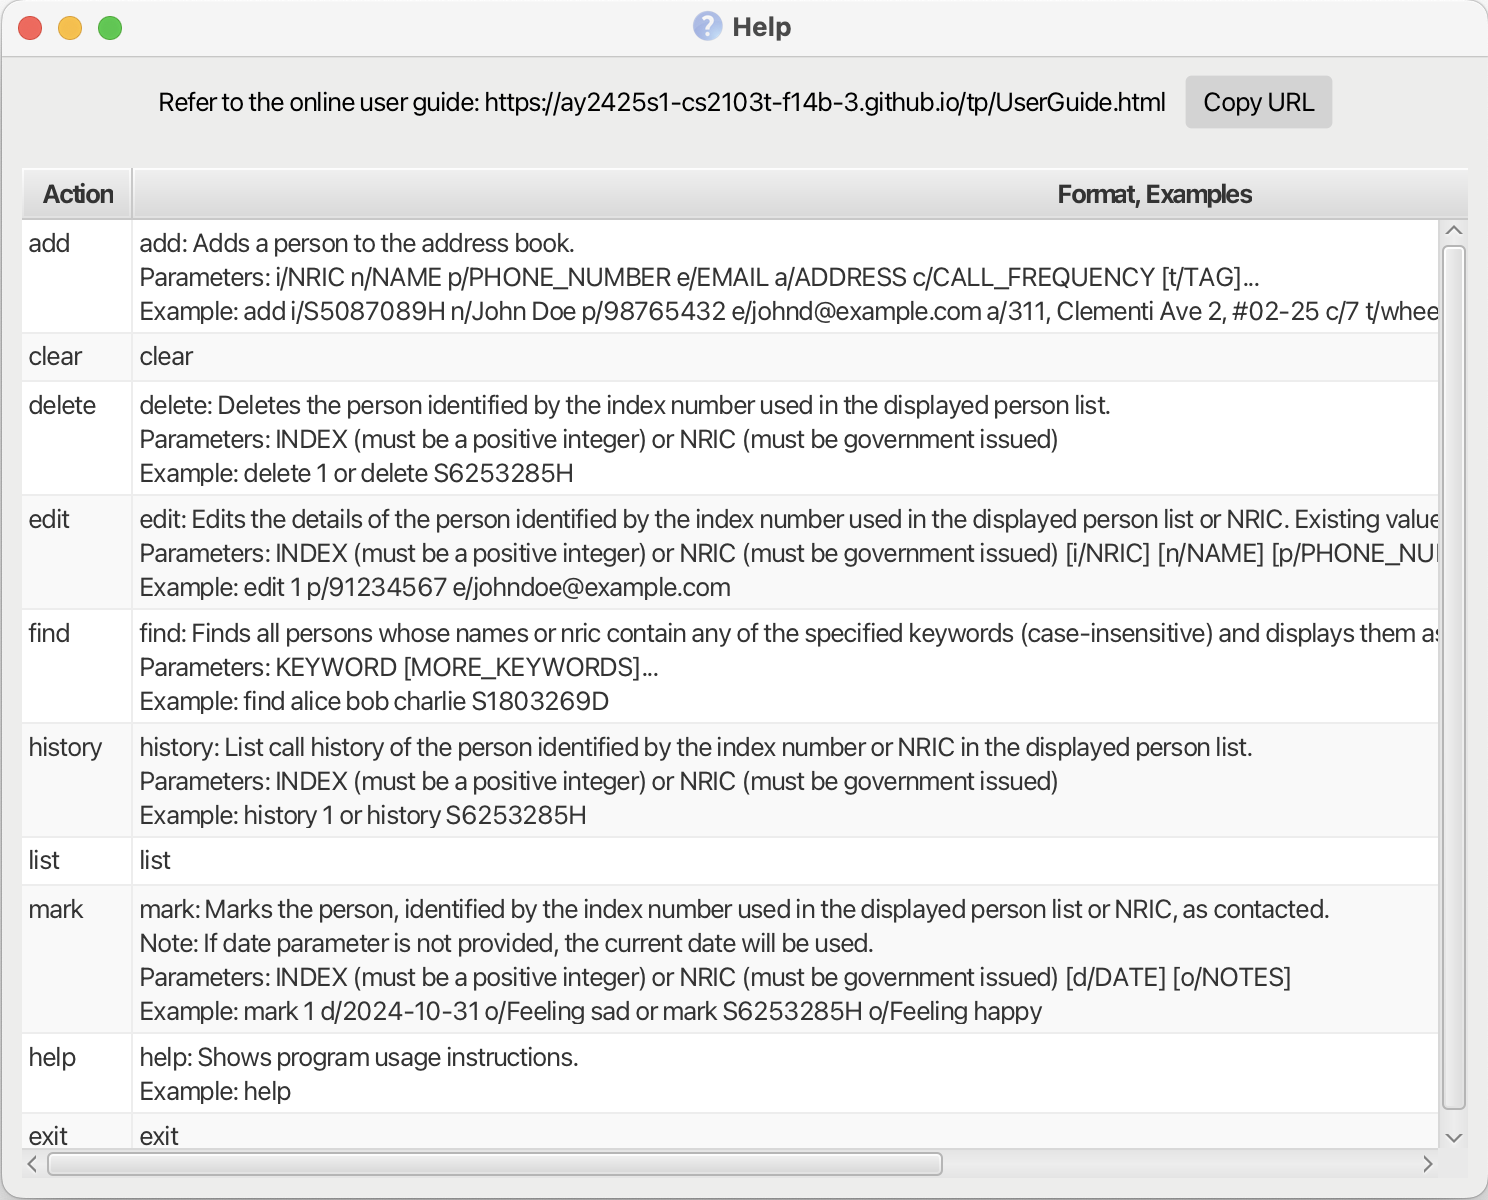 Help
Refer to the online user guide: https://ay2425s1-cs2103t-f14b-3.github.io/tp/UserGuide.html
Copy URL
Action
Format, Examples
add
add: Adds a person to the address book.
Parameters: i/NRIC n/NAME p/PHONE_NUMBER e/EMAIL a/ADDRESS c/CALL_FREQUENCY [t/TAG]...
Example: add i/S5087089H n/John Doe p/98765432 e/johnd@example.com a/311, Clementi Ave 2, #02-25 c/7 t/whee
clear
clear
delete
delete: Deletes the person identified by the index number used in the displayed person list.
Parameters: INDEX (must be a positive integer) or NRIC (must be government issued)
Example: delete 1 or delete S6253285H
edit
edit: Edits the details of the person identified by the index number used in the displayed person list or NRIC. Existing value
Parameters: INDEX (must be a positive integer) or NRIC (must be government issued) [i/NRIC] [n/NAME] [p/PHONE_NU
Example: edit 1 p/91234567 e/johndoe@example.com
find
find: Finds all persons whose names or nric contain any of the specified keywords (case-insensitive) and displays them as
Parameters: KEYWORD [MORE_KEYWORDS]...
Example: find alice bob charlie S1803269D
history
history: List call history of the person identified by the index number or NRIC in the displayed person list.
Parameters: INDEX (must be a positive integer) or NRIC (must be government issued)
Example: history 1 or history S6253285H
list
list
mark
mark: Marks the person, identified by the index number used in the displayed person list or NRIC, as contacted.
Note: If date parameter is not provided, the current date will be used.
Parameters: INDEX (must be a positive integer) or NRIC (must be government issued) [d/DATE] [o/NOTES]
Example: mark 1 d/2024-10-31 o/Feeling sad or mark S6253285H o/Feeling happy
help
help: Shows program usage instructions.
Example: help
exit
exit